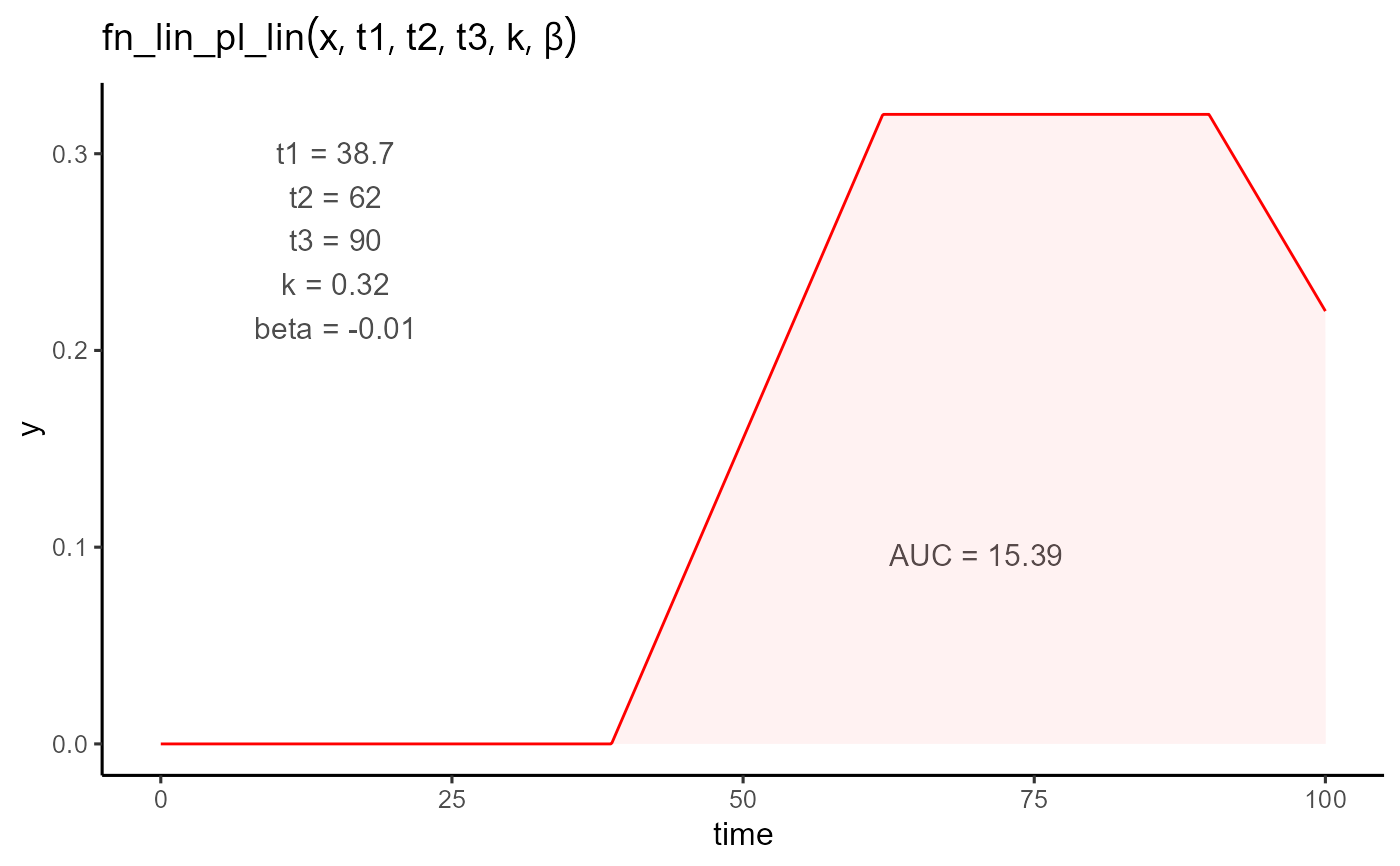 fn_lin_pl_lin(x, t1, t2, t3, k, β)
0.3
0.2
0.1
0.0
y
t1 = 38.7
t2 = 62
t3 = 90
k = 0.32
beta = -0.01
AUC = 15.39
0
25
50
75
100
time